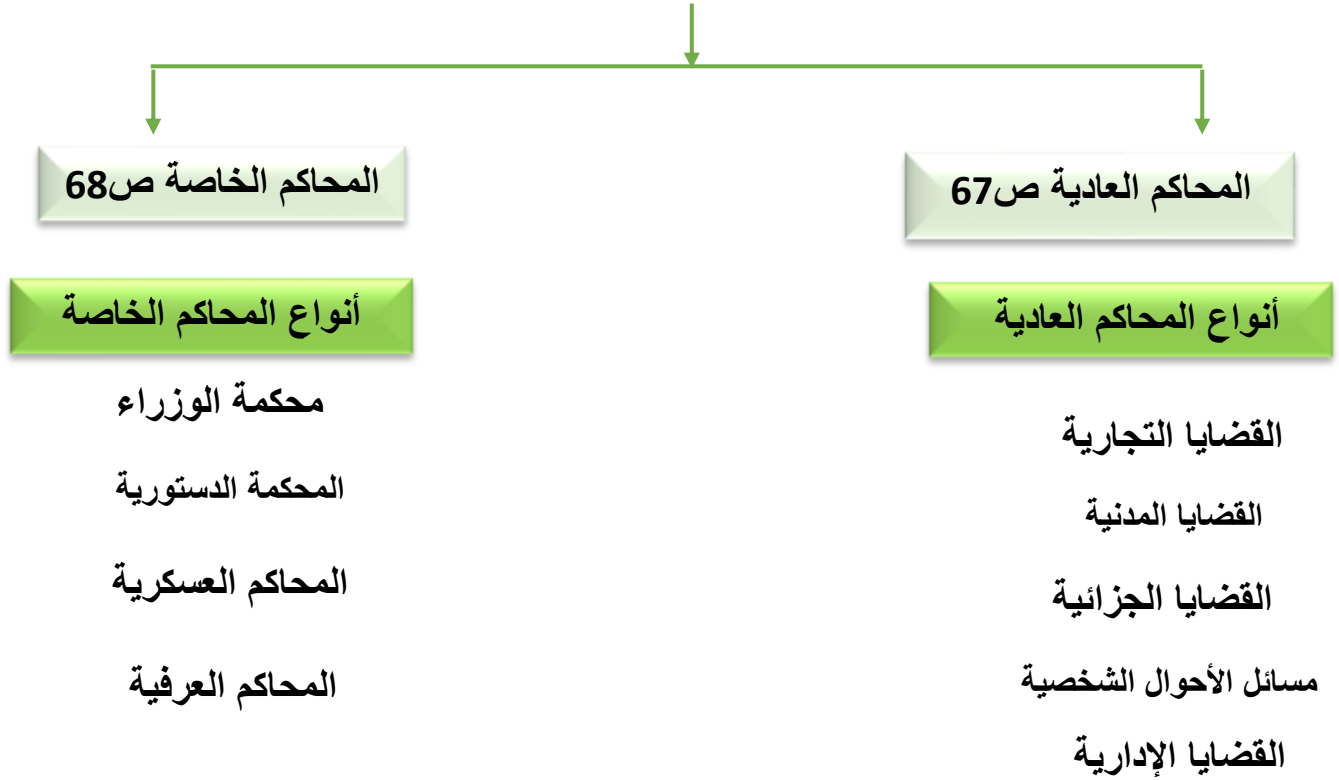 المحاكم العادية ص67
المحاكم الخاصة ص68
أنواع المحاكم العادية
أنواع المحاكم الخاصة
القضايا التجارية
القضايا المدنية
القضايا الجزائية
مسائل الأحوال الشخصية
القضايا الإدارية
محكمة الوزراء
المحكمة الدستورية
المحاكم العسكرية
المحاكم العرفية